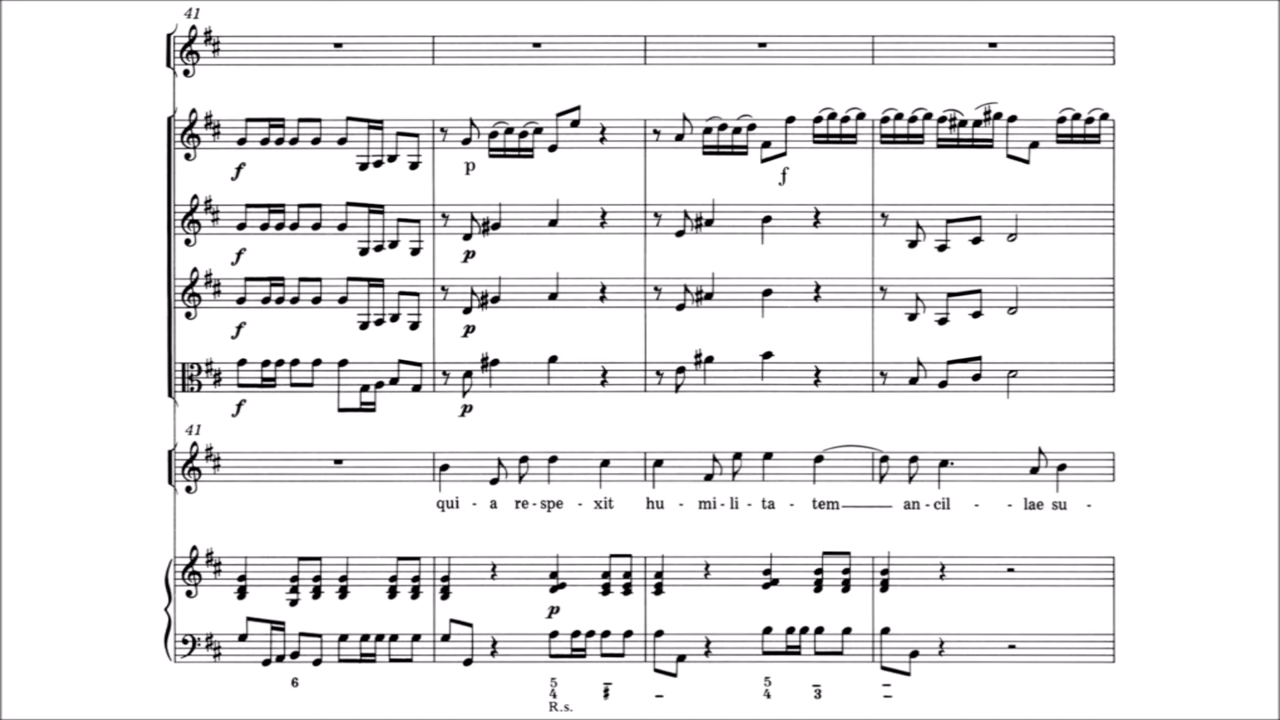 41
f
p
f
f
p
f
p
f
p
41
qui - a re - spe - xit hu - mi - li - ta - tem an - cil - - lae su -
p
6 5 – 5 – –
4 – 4 3 –
R.s.